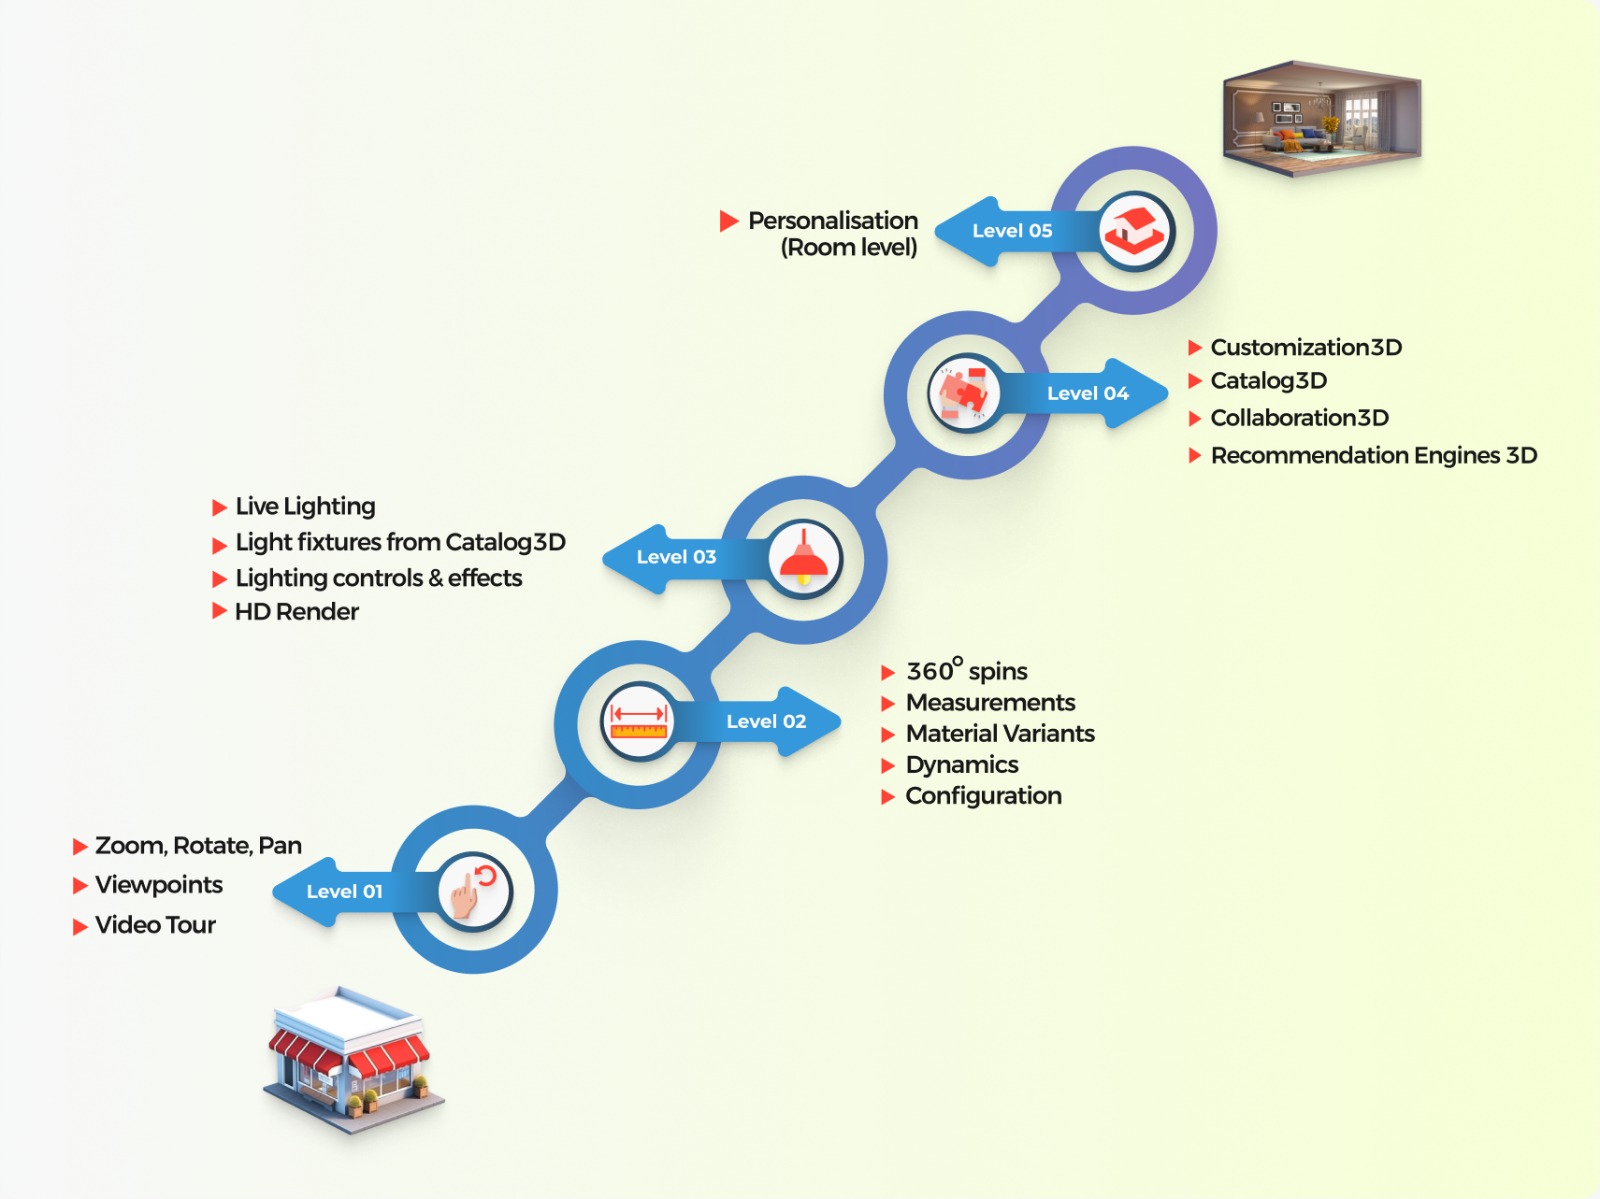 Personalisation
(Room level)
Level 05
Level 04
Customization3D
Catalog3D
Collaboration3D
Recommendation Engines 3D
Live Lighting
Light fixtures from Catalog3D
Lighting controls & effects
HD Render
Level 03
Level 02
360° spins
Measurements
Material Variants
Dynamics
Configuration
Zoom, Rotate, Pan
Viewpoints
Video Tour
Level 01